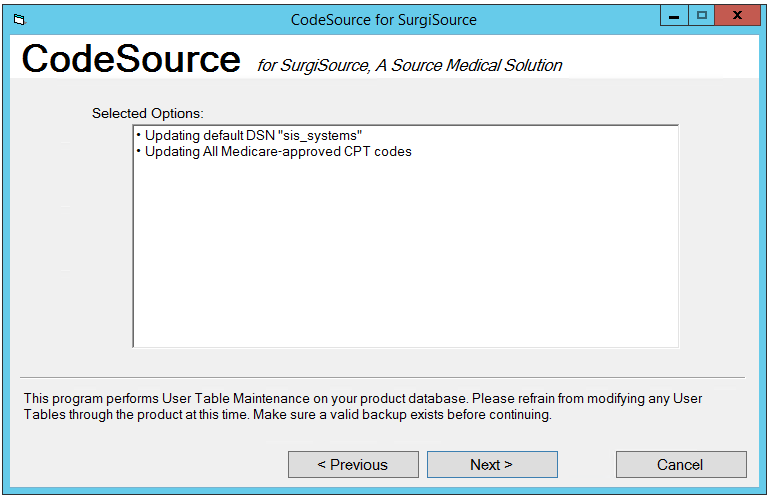 CodeSource for SurgiSource
CodeSource for SurgiSource, A Source Medical Solution
Selected Options:
• Updating default DSN "sis_systems"
• Updating All Medicare-approved CPT codes
This program performs User Table Maintenance on your product database. Please refrain from modifying any User
Tables through the product at this time. Make sure a valid backup exists before continuing.
< Previous Next > Cancel